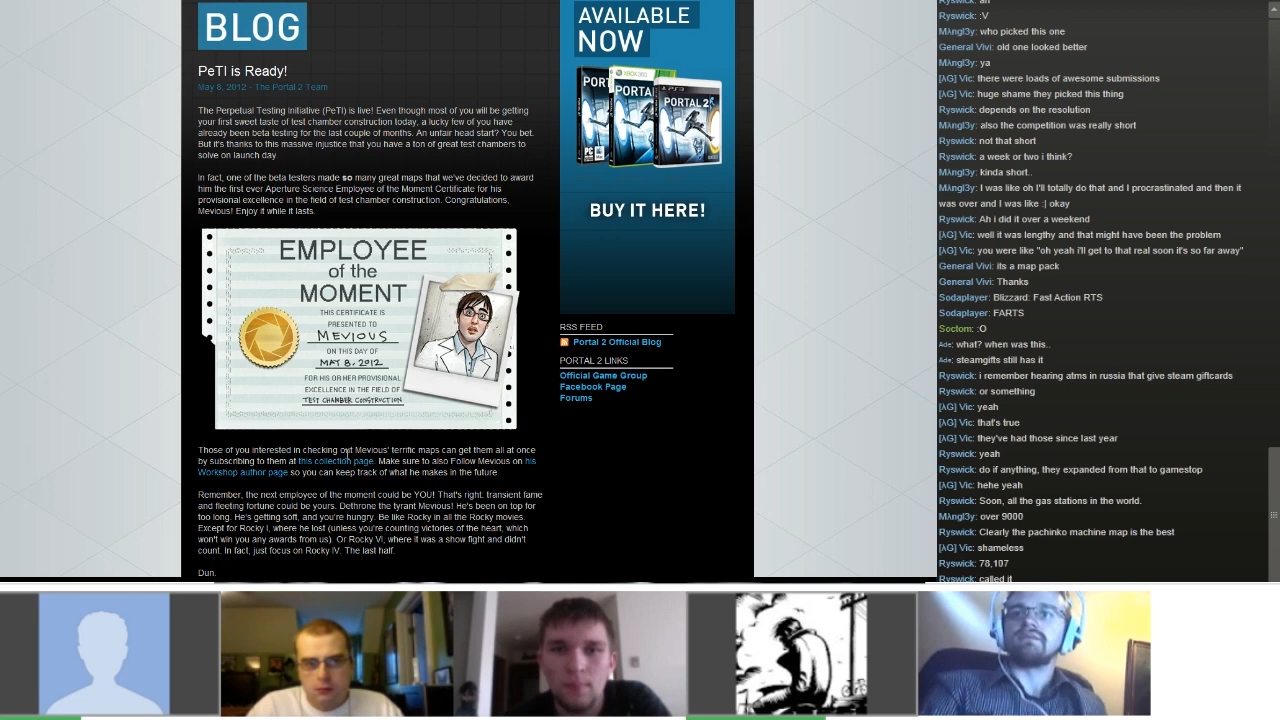 BLOG
PeTI is Ready!
May 8, 2012 - The Portal 2 Team
The Perpetual Testing Initiative (PeTI) is live! Even though most of you will be getting
your first sweet taste of test chamber construction today, a lucky few of you have
already been beta testing for the last couple of months. An unfair head start? You bet.
But it's thanks to this massive injustice that you have a ton of great test chambers to
solve on launch day.
In fact, one of the beta testers made so many great maps that we've decided to award
him the first ever Aperture Science Employee of the Moment Certificate for his
provisional excellence in the field of test chamber construction. Congratulations,
Mevious! Enjoy it while it lasts.
EMPLOYEE
of the
MOMENT
THIS CERTIFICATE IS
PRESENTED TO
MEVIOUS
ON THIS DAY OF
MAY 8, 2012
FOR HIS OR HER PROVISIONAL
EXCELLENCE IN THE FIELD OF
TEST CHAMBER CONSTRUCTION
Those of you interested in checking out Mevious' terrific maps can get them all at once
by subscribing to them at this collection page. Make sure to also Follow Mevious on his
Workshop author page so you can keep track of what he makes in the future.
Remember, the next employee of the moment could be YOU! That's right: transient fame
and fleeting fortune could be yours. Dethrone the tyrant Mevious! He's been on top for
too long. He's getting soft, and you're hungry. Be like Rocky in all the Rocky movies.
Except for Rocky I, where he lost (unless you're counting victories of the heart, which
won't win you any awards from us). Or Rocky VI, where it was a show fight and didn't
count. In fact, just focus on Rocky IV. The last half.
Dun.
AVAILABLE
NOW
PORTAL 2
BUY IT HERE!
RSS FEED
Portal 2 Official Blog
PORTAL 2 LINKS
Official Game Group
Facebook Page
Forums
Ryswick: ah
Ryswick: :V
Mλngl3y: who picked this one
General Vivi: old one looked better
Mλngl3y: ya
[λG] Vic: there were loads of awesome submissions
[λG] Vic: huge shame they picked this thing
Ryswick: depends on the resolution
Mλngl3y: also the competition was really short
Ryswick: not that short
Ryswick: a week or two i think?
Mλngl3y: kinda short..
Mλngl3y: I was like oh I'll totally do that and I procrastinated and then it
was over and I was like :| okay
Ryswick: Ah i did it over a weekend
[λG] Vic: well it was lengthy and that might have been the problem
[λG] Vic: you were like "oh yeah i'll get to that real soon it's so far away"
General Vivi: its a map pack
General Vivi: Thanks
Sodaplayer: Blizzard: Fast Action RTS
Sodaplayer: FARTS
Soclom: :O
Ade: what? when was this..
Ade: steamgifts still has it
Ryswick: i remember hearing atms in russia that give steam giftcards
Ryswick: or something
[λG] Vic: yeah
[λG] Vic: that's true
[λG] Vic: they've had those since last year
Ryswick: yeah
Ryswick: do if anything, they expanded from that to gamestop
[λG] Vic: hehe yeah
Ryswick: Soon, all the gas stations in the world.
Mλngl3y: over 9000
Ryswick: Clearly the pachinko machine map is the best
[λG] Vic: shameless
Ryswick: 78,107
Ryswick: called it